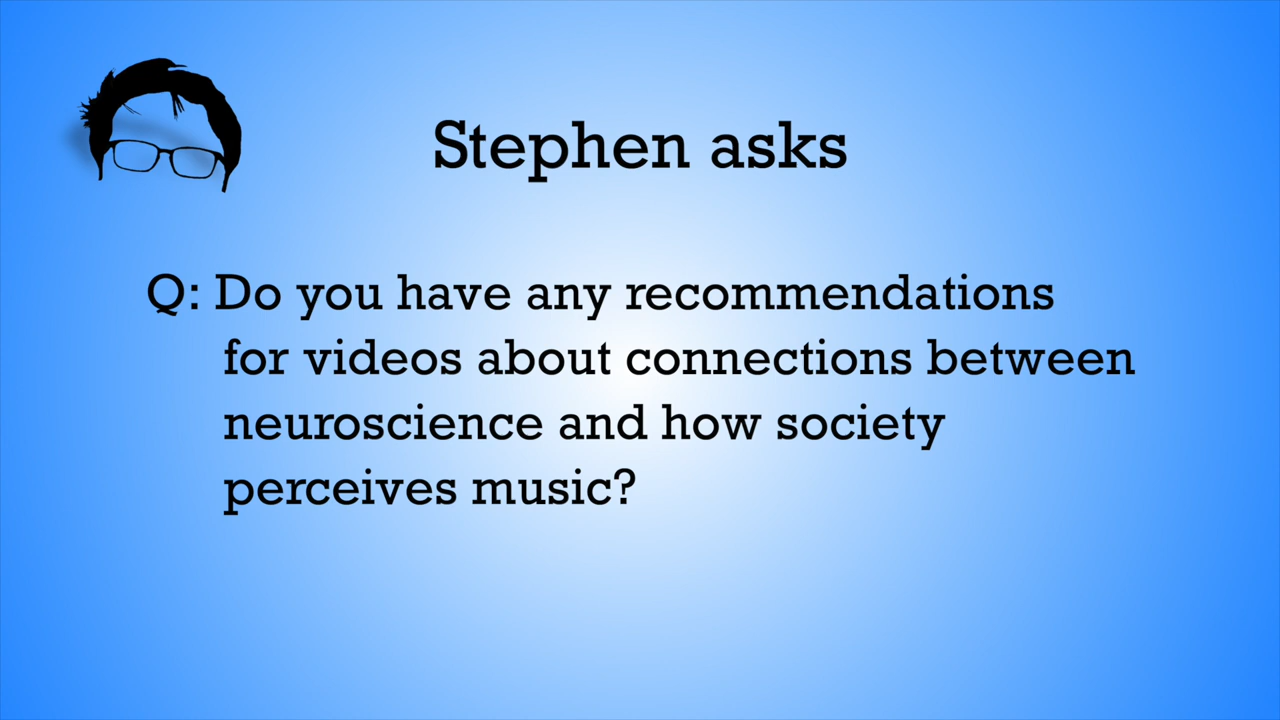 Stephen asks
Q: Do you have any recommendations
for videos about connections between
neuroscience and how society
perceives music?